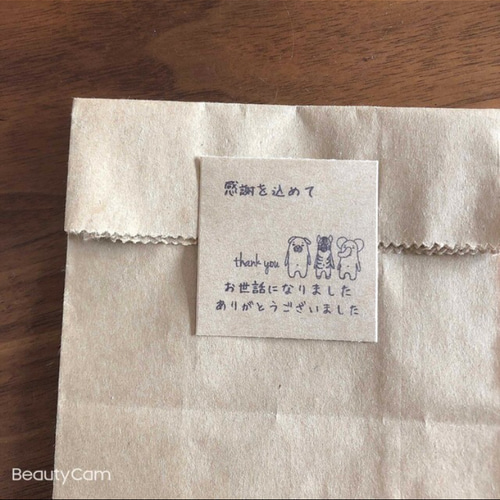 感謝を込めて
thank you
お世話になりました
ありがとうございました
BeautyCam